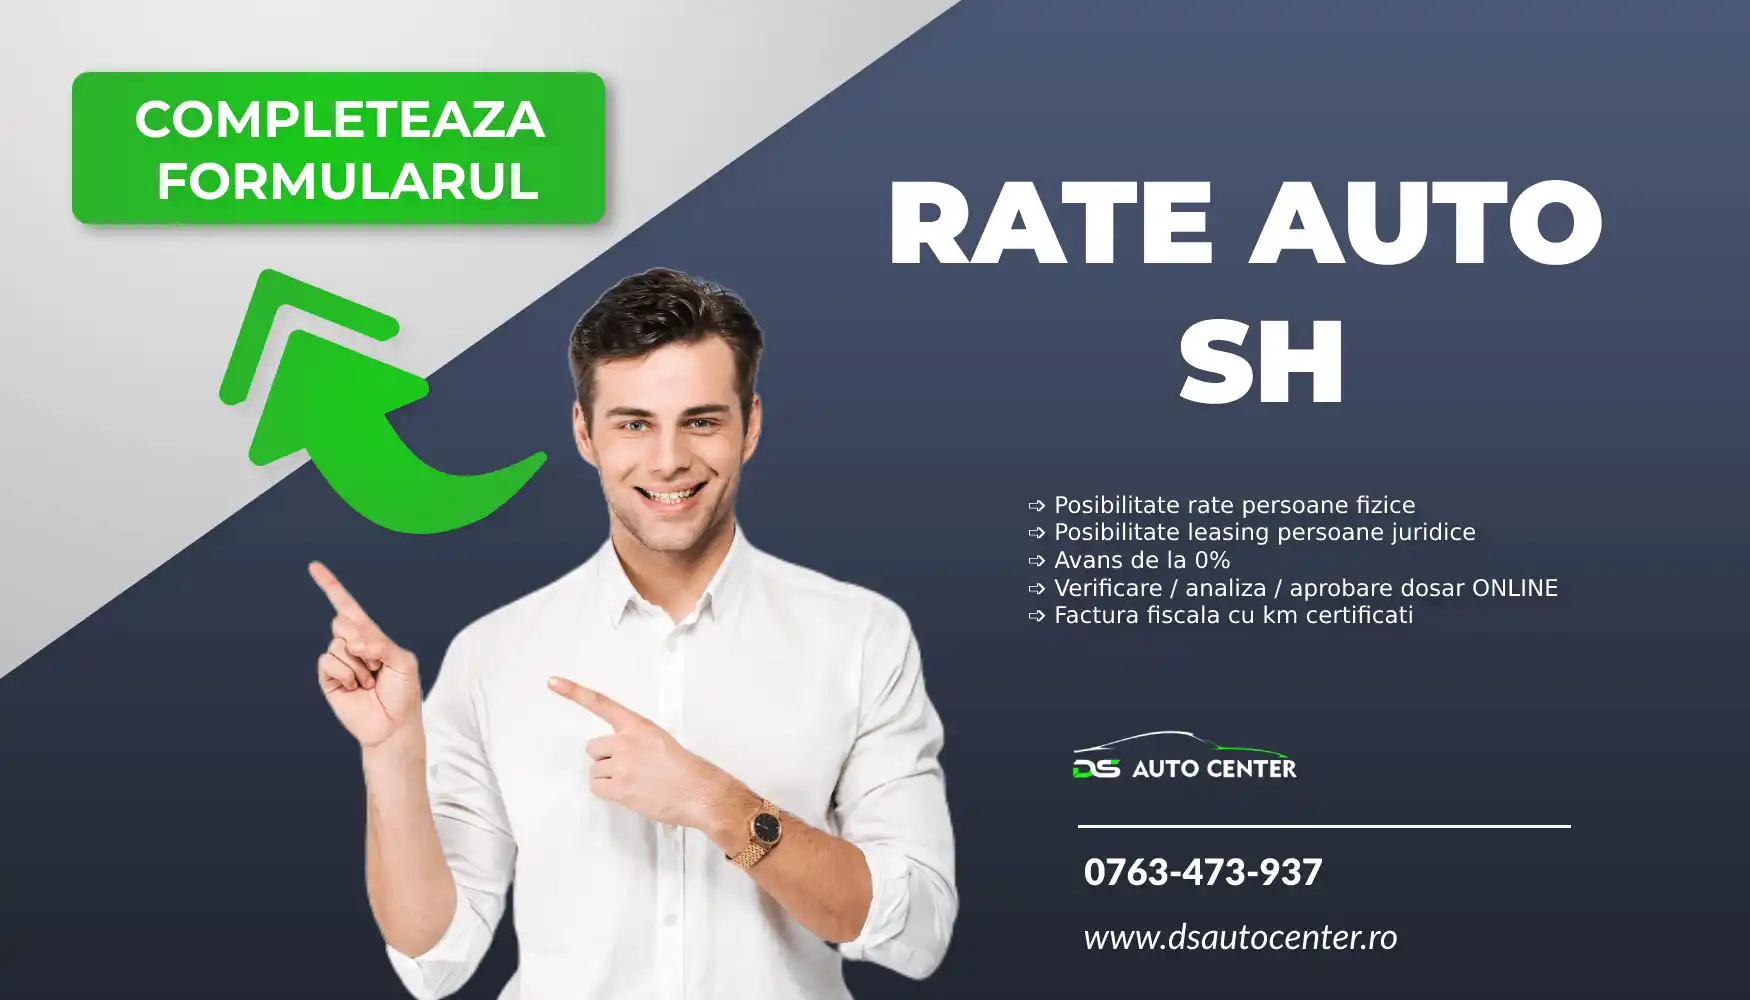 COMPLETEAZA
FORMULARUL
RATE AUTO
SH
➩ Posibilitate rate persoane fizice
➩ Posibilitate leasing persoane juridice
➩ Avans de la 0%
➩ Verificare / analiza / aprobare dosar ONLINE
➩ Factura fiscala cu km certificati
DS AUTO CENTER
0763-473-937
www.dsautocenter.ro